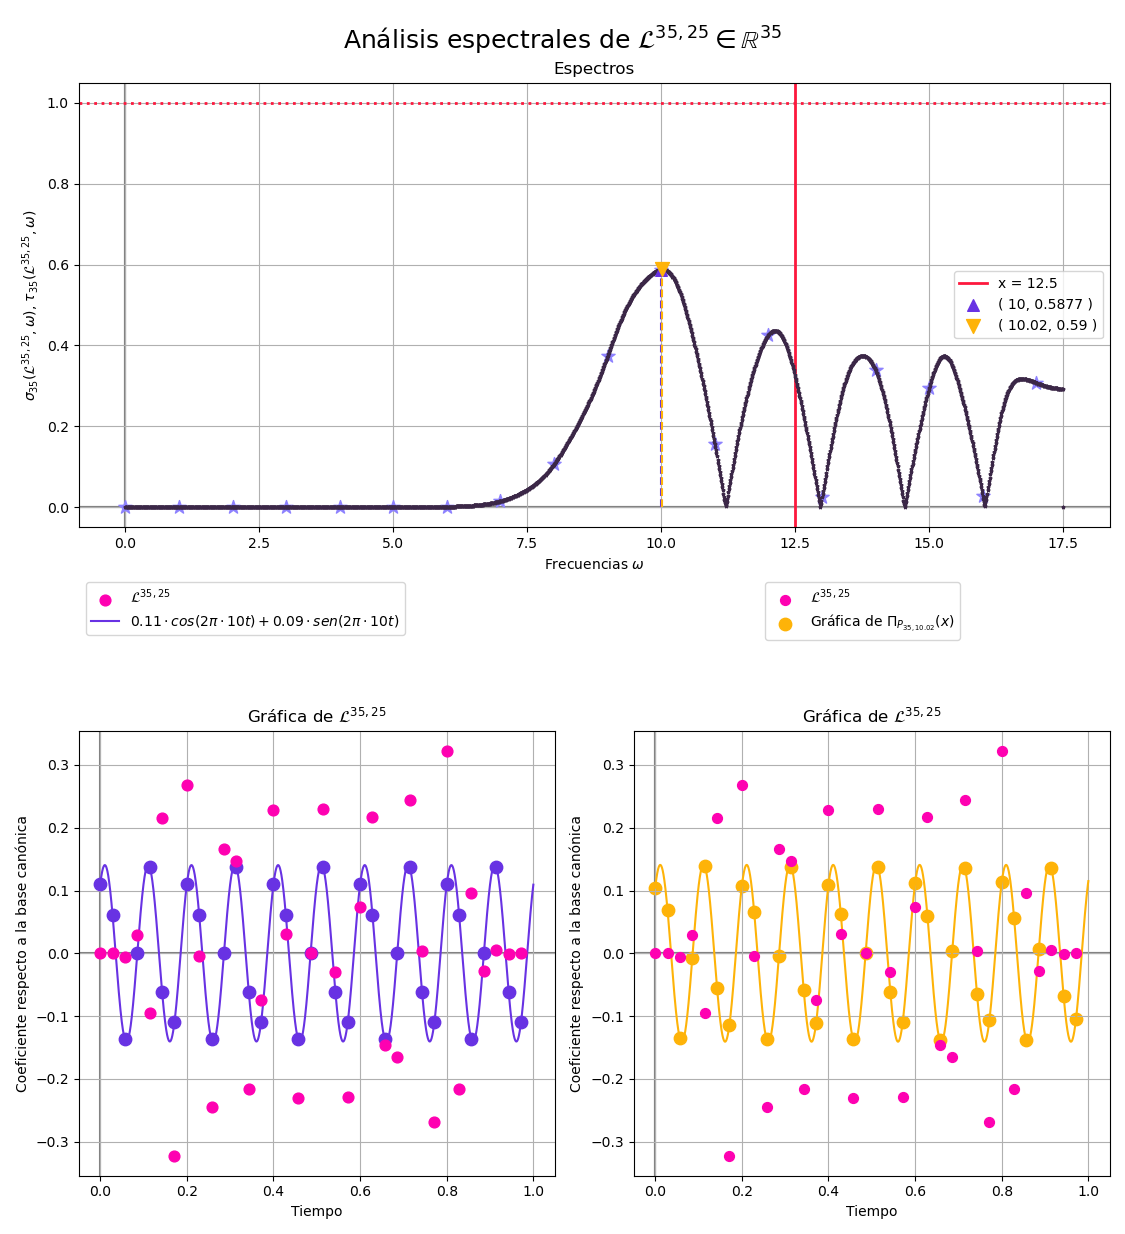 Análisis espectrales de 𝓛^{35,25} ∈ ℝ^{35}
Espectros
1.0
0.8
0.6
0.4
0.2
0.0
σ_{35}(𝓛^{35,25}, ω), τ_{35}(𝓛^{35,25}, ω)
x = 12.5
( 10, 0.5877 )
( 10.02, 0.59 )
0.0 2.5 5.0 7.5 10.0 12.5 15.0 17.5
Frecuencias ω
𝓛^{35,25}
0.11 · cos(2π · 10t) + 0.09 · sen(2π · 10t)
𝓛^{35,25}
Gráfica de Π_{P_{35,10.02}}(x)
Gráfica de 𝓛^{35,25}
0.3
0.2
0.1
0.0
−0.1
−0.2
−0.3
Coeficiente respecto a la base canónica
0.0 0.2 0.4 0.6 0.8 1.0
Tiempo
Gráfica de 𝓛^{35,25}
0.3
0.2
0.1
0.0
−0.1
−0.2
−0.3
Coeficiente respecto a la base canónica
0.0 0.2 0.4 0.6 0.8 1.0
Tiempo